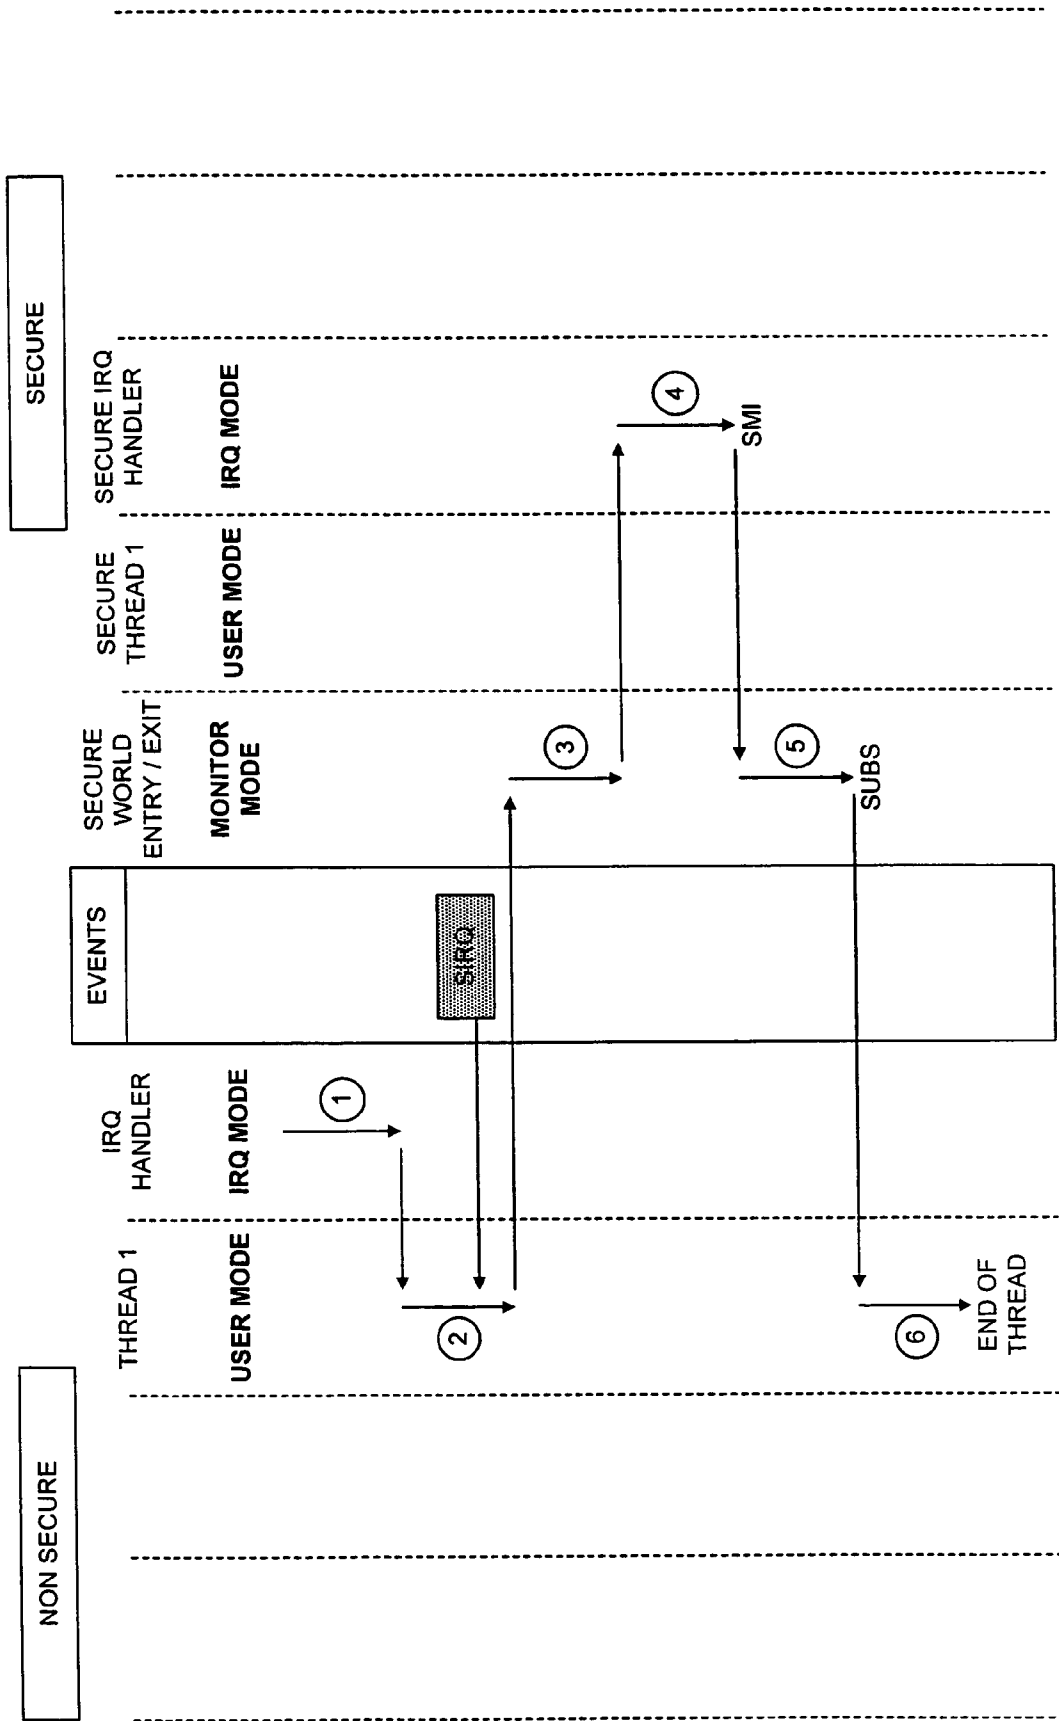 NON SECURE
SECURE
EVENTS
THREAD 1
USER MODE
IRQ
HANDLER
IRQ MODE
SECURE
WORLD
ENTRY / EXIT
MONITOR
MODE
SECURE
THREAD 1
USER MODE
SECURE IRQ
HANDLER
IRQ MODE
1
2
SIRQ
3
4
SMI
5
SUBS
6
END OF
THREAD